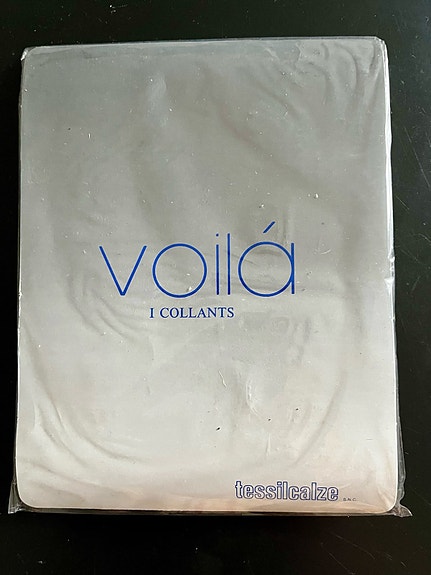 voilá
I COLLANTS
tessilcalze S.N.C.